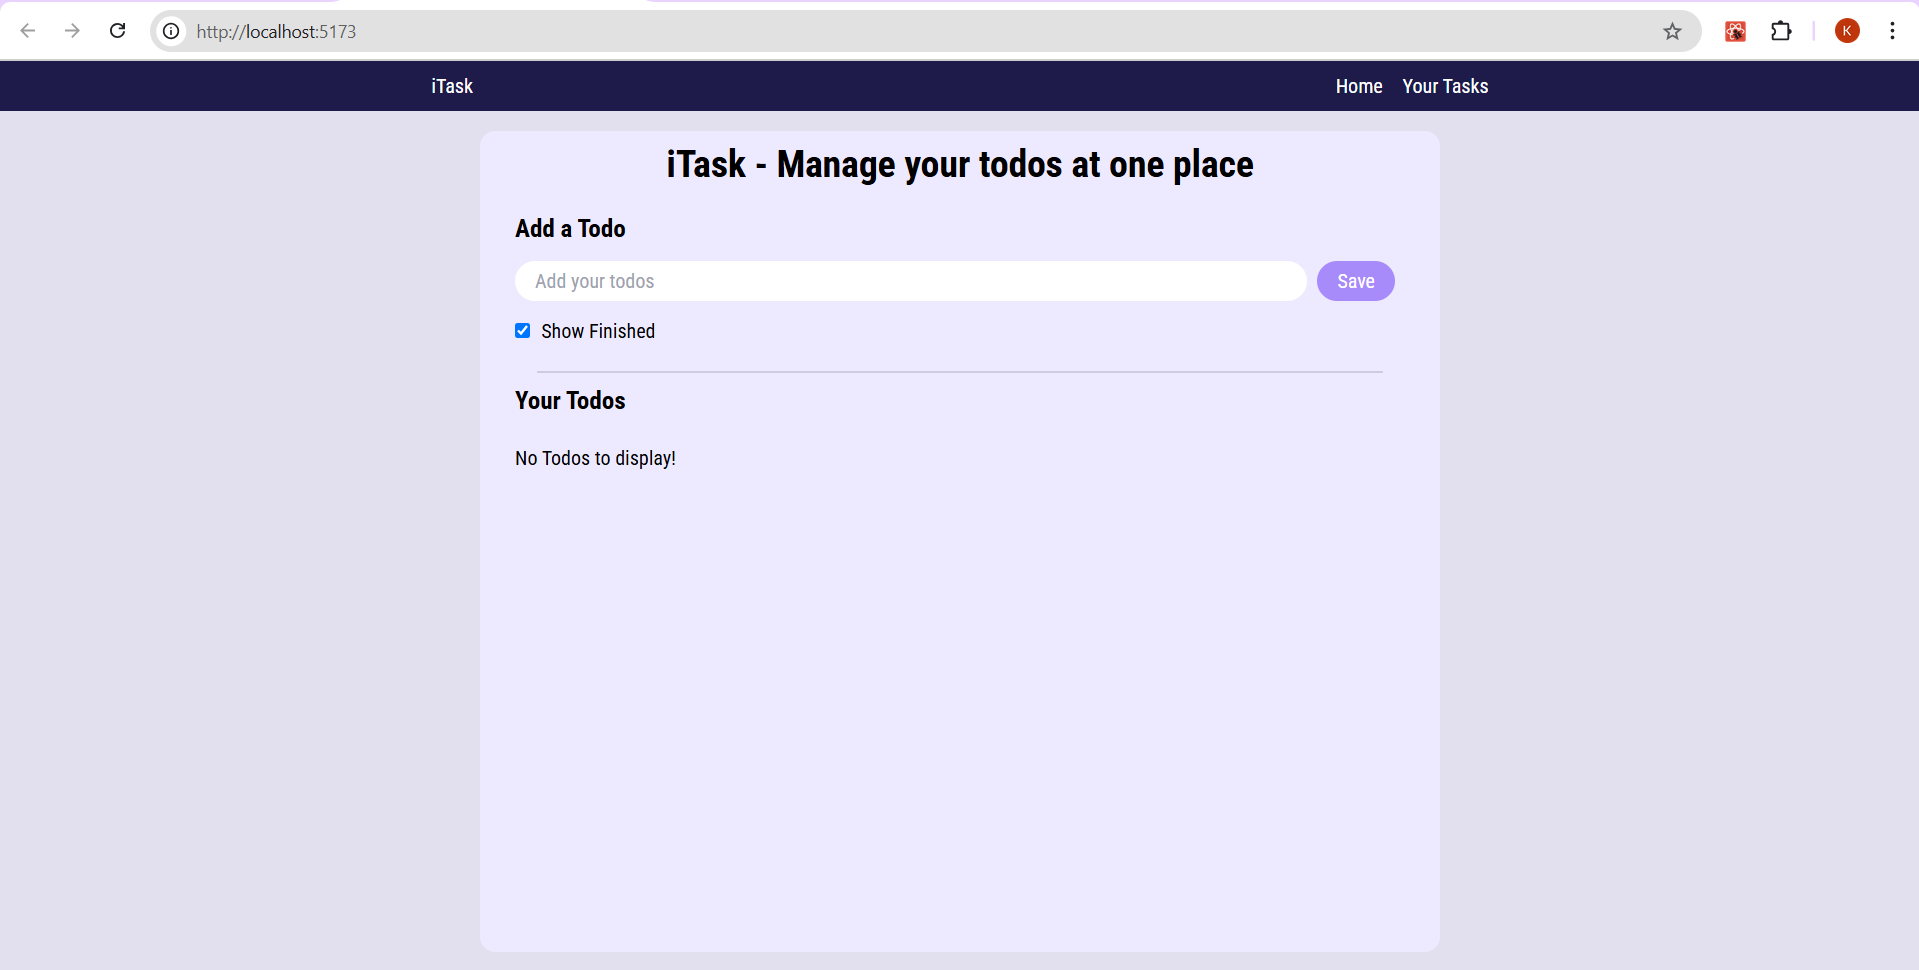 http://localhost:5173
K
iTask
Home Your Tasks
iTask - Manage your todos at one place
Add a Todo
Add your todos
Save
Show Finished
Your Todos
No Todos to display!